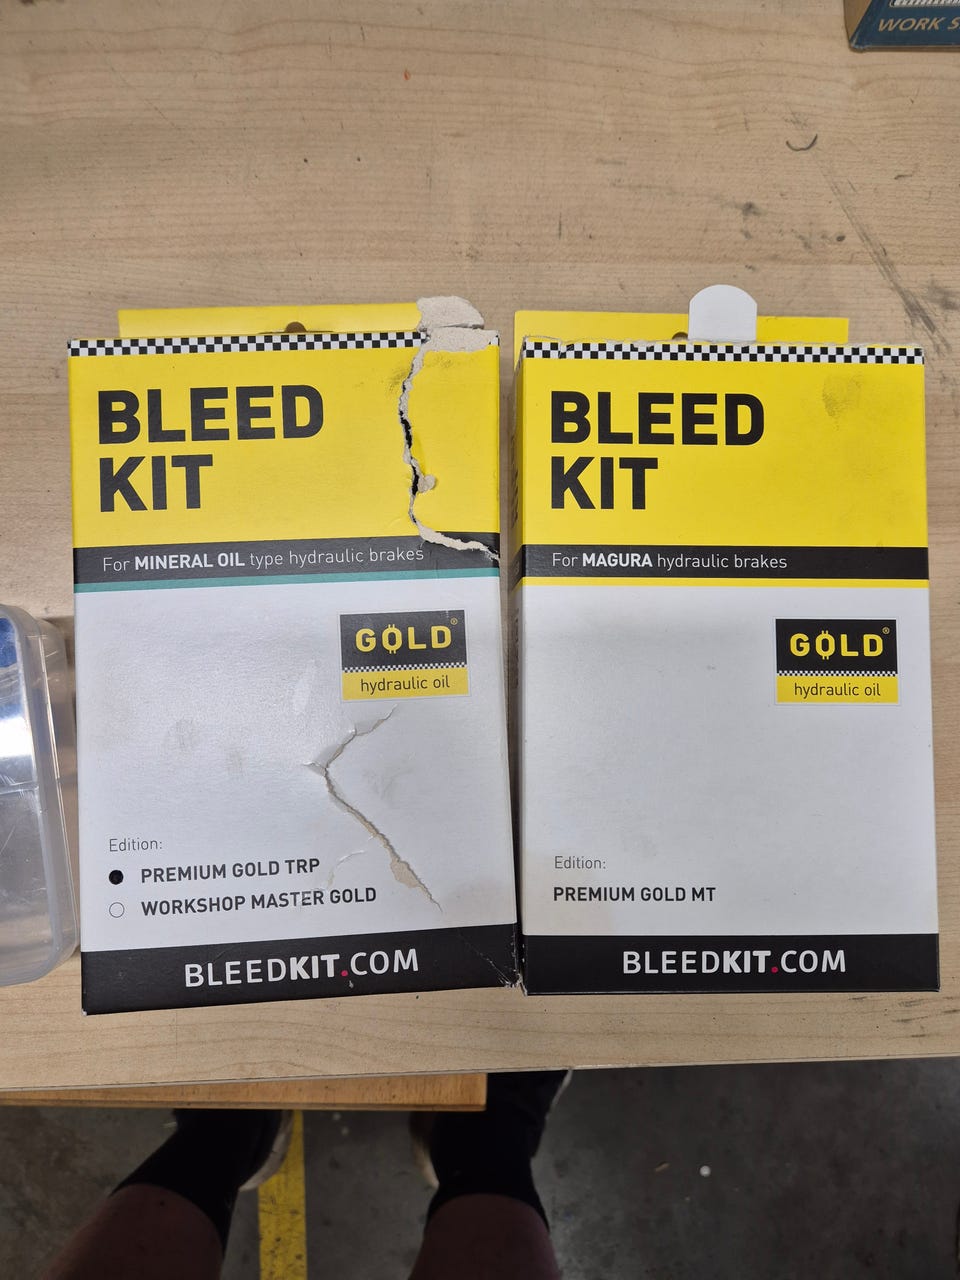 WORK
BLEED
KIT
For MINERAL OIL type hydraulic brakes
GOLD®
hydraulic oil
Edition:
PREMIUM GOLD TRP
WORKSHOP MASTER GOLD
BLEEDKIT.COM
BLEED
KIT
For MAGURA hydraulic brakes
GOLD®
hydraulic oil
Edition:
PREMIUM GOLD MT
BLEEDKIT.COM